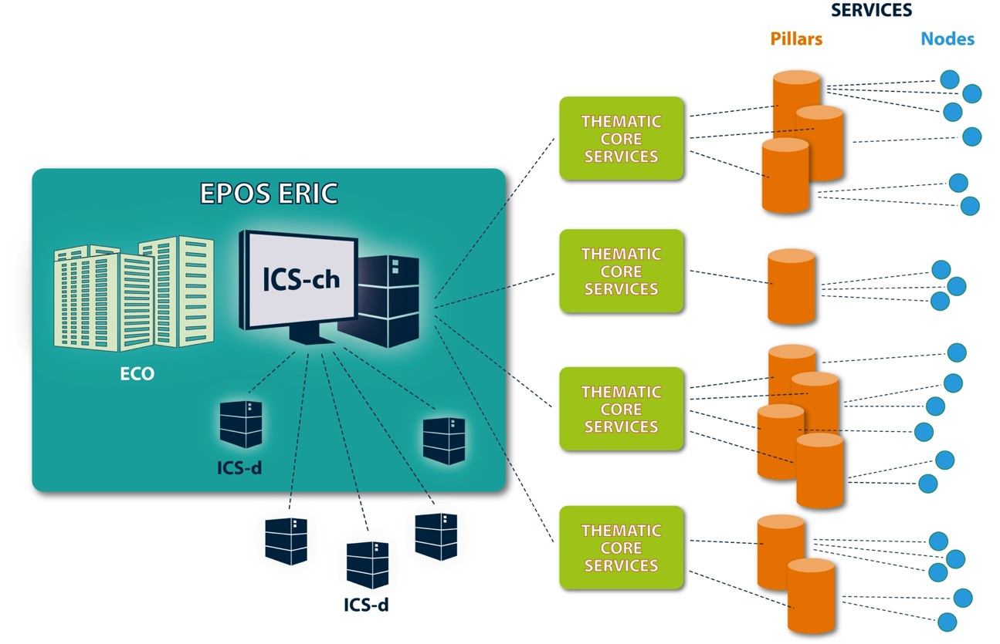 SERVICES
Pillars
Nodes
THEMATIC
CORE
SERVICES
EPOS ERIC
ICS-ch
ECO
ICS-d
THEMATIC
CORE
SERVICES
THEMATIC
CORE
SERVICES
THEMATIC
CORE
SERVICES
ICS-d